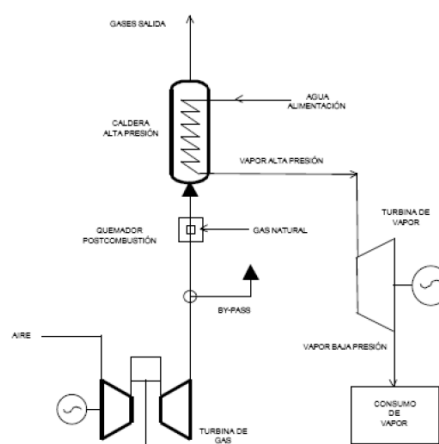 GASES SALIDA
AGUA
ALIMENTACIÓN
CALDERA
ALTA PRESIÓN
VAPOR ALTA PRESIÓN
TURBINA DE
VAPOR
QUEMADOR
POSTCOMBUSTIÓN
GAS NATURAL
BY-PASS
AIRE
VAPOR BAJA PRESIÓN
TURBINA DE
GAS
CONSUMO
DE
VAPOR